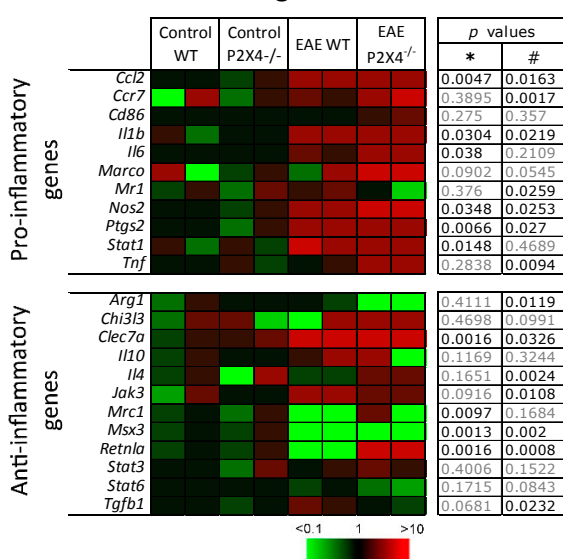 Control WT Control P2X4-/- EAE WT EAE P2X4-/- p values
* #
Pro-inflammatory genes
Ccl2 0.0047 0.0163
Ccr7 0.3895 0.0017
Cd86 0.275 0.357
Il1b 0.0304 0.0219
Il6 0.038 0.2109
Marco 0.0902 0.0545
Mr1 0.376 0.0259
Nos2 0.0348 0.0253
Ptgs2 0.0066 0.027
Stat1 0.0148 0.4689
Tnf 0.2838 0.0094
Anti-inflammatory genes
Arg1 0.4111 0.0119
Chi3l3 0.4698 0.0991
Clec7a 0.0016 0.0326
Il10 0.1169 0.3244
Il4 0.1651 0.0024
Jak3 0.0916 0.0108
Mrc1 0.0097 0.1684
Msx3 0.0013 0.002
Retnla 0.0016 0.0008
Stat3 0.4006 0.1522
Stat6 0.1715 0.0843
Tgfb1 0.0681 0.0232
<0.1 1 >10